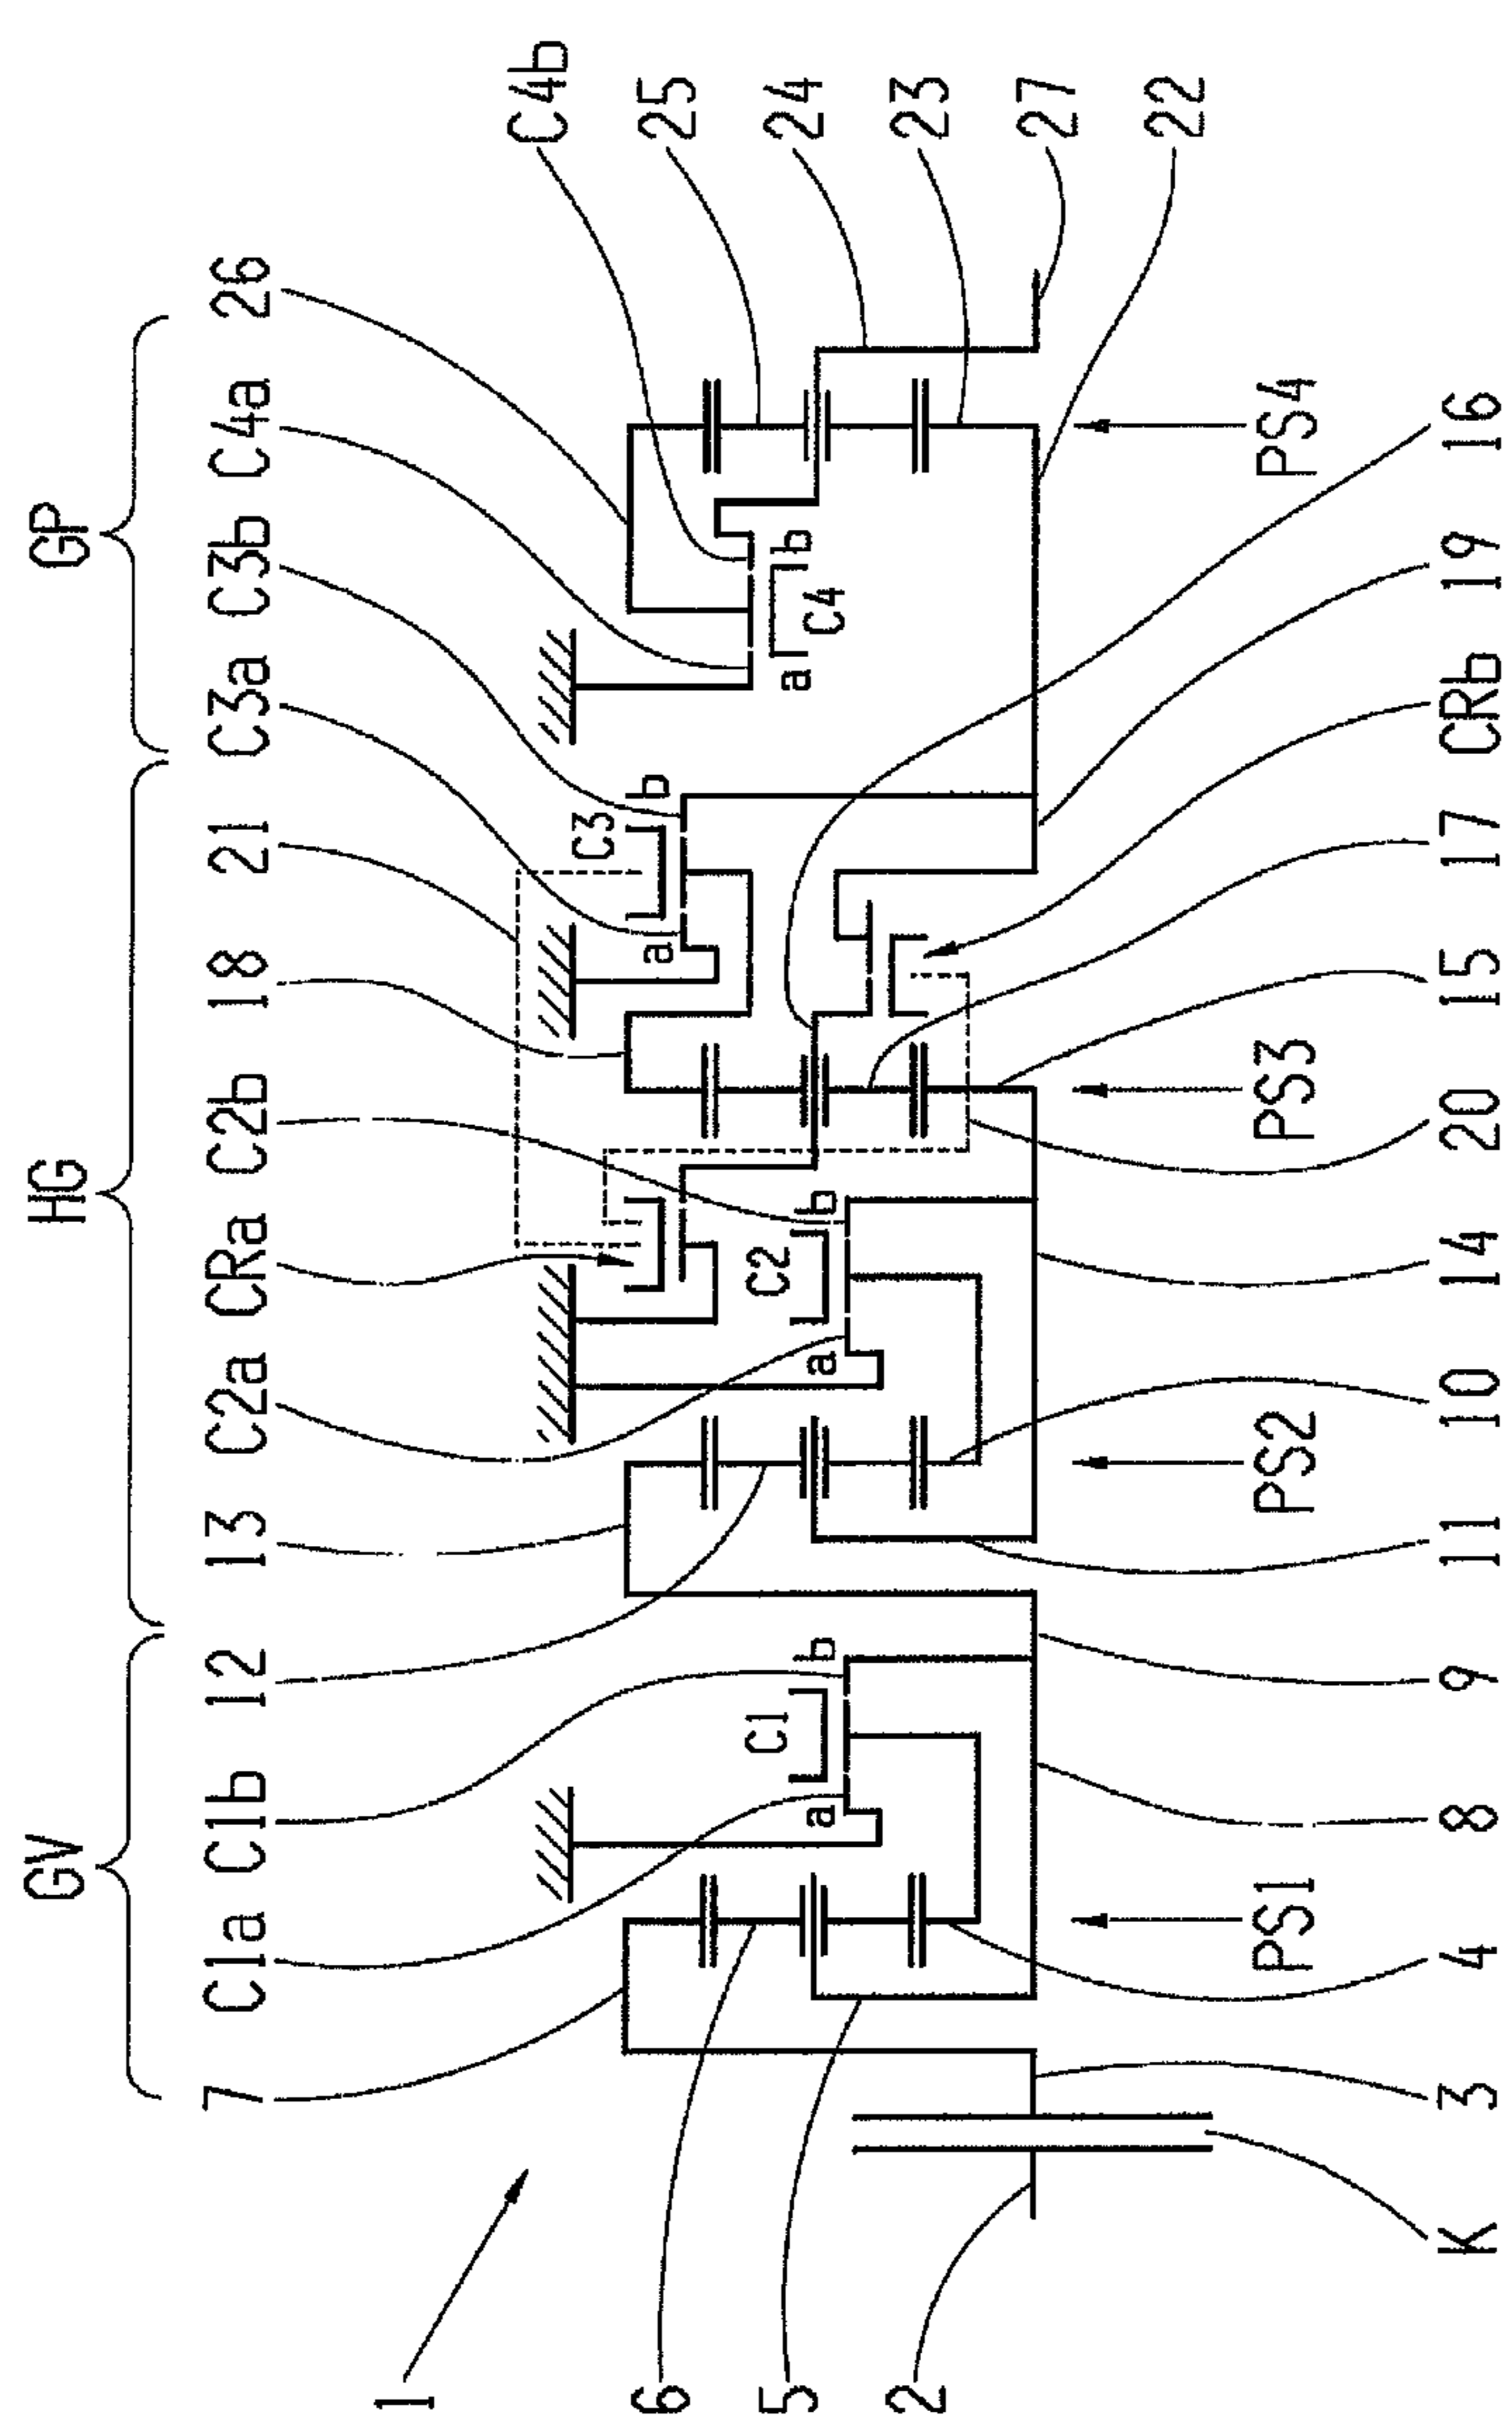 GV HG GP
7 C1a C1b 12 13 C2a CRa C2b 18 21 C3a C3b C4a 26
1
C4b
C3
6 a b 25
C1 C2
5 a b 24
a b a b
C4
2 23
27
22
PS1 PS2 PS3 PS4
K 3 4 8 9 11 10 14 20 15 17 CRb 19 16